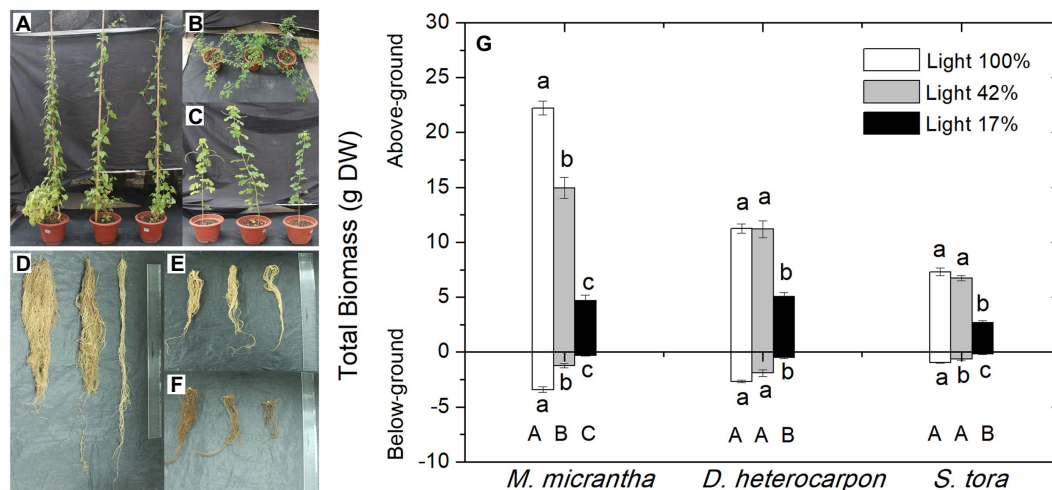 A
B
C
D
E
F
G
Total Biomass (g DW)
Above-ground
Below-ground
30
25
20
15
10
5
0
-5
-10
Light 100%
Light 42%
Light 17%
a
b
c
a
a
b
a
a
b
a
b
c
a
a
b
a
b
c
A B C
A A B
A A B
M. micrantha
D. heterocarpon
S. tora